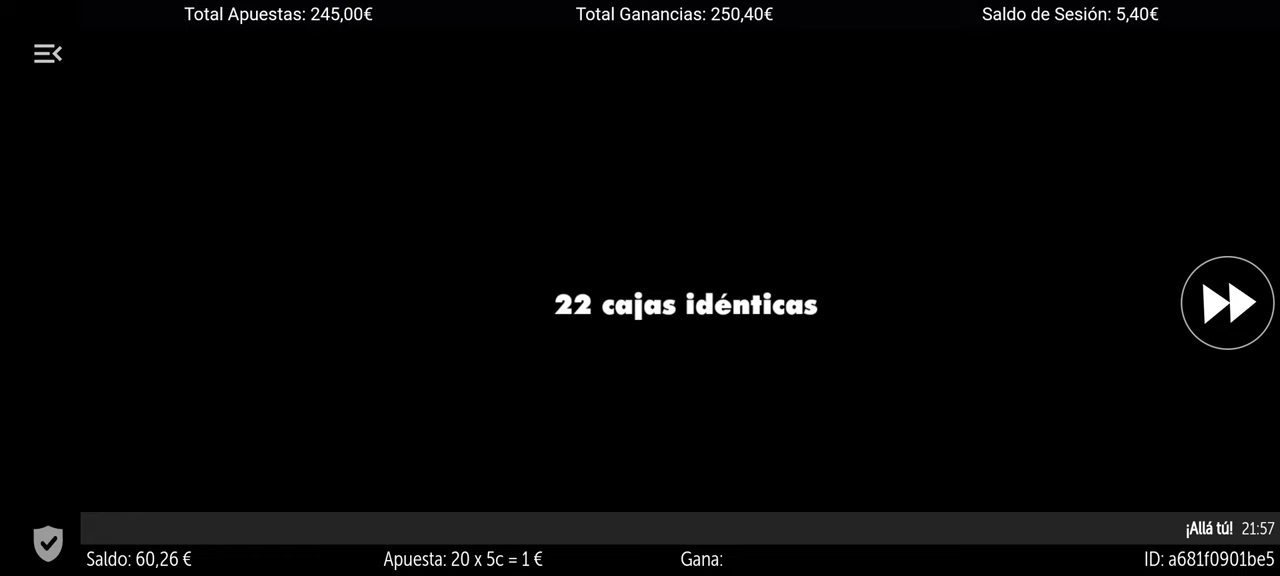 Total Apuestas: 245,00€ Total Ganancias: 250,40€ Saldo de Sesión: 5,40€
22 cajas idénticas
¡Allá tú! 21:57
Saldo: 60,26 € Apuesta: 20 x 5c = 1 € Gana: ID: a681f0901be5